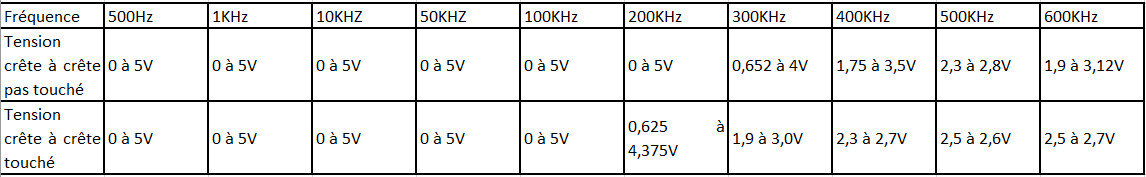 Fréquence 500Hz 1KHz 10KHZ 50KHZ 100KHz 200KHz 300KHz 400KHz 500KHz 600KHz
Tension
crête à crête
pas touché
0 à 5V 0 à 5V 0 à 5V 0 à 5V 0 à 5V 0 à 5V 0,652 à 4V 1,75 à 3,5V 2,3 à 2,8V 1,9 à 3,12V
Tension
crête à crête
touché
0 à 5V 0 à 5V 0 à 5V 0 à 5V 0 à 5V
0,625 à
4,375V
1,9 à 3,0V 2,3 à 2,7V 2,5 à 2,6V 2,5 à 2,7V